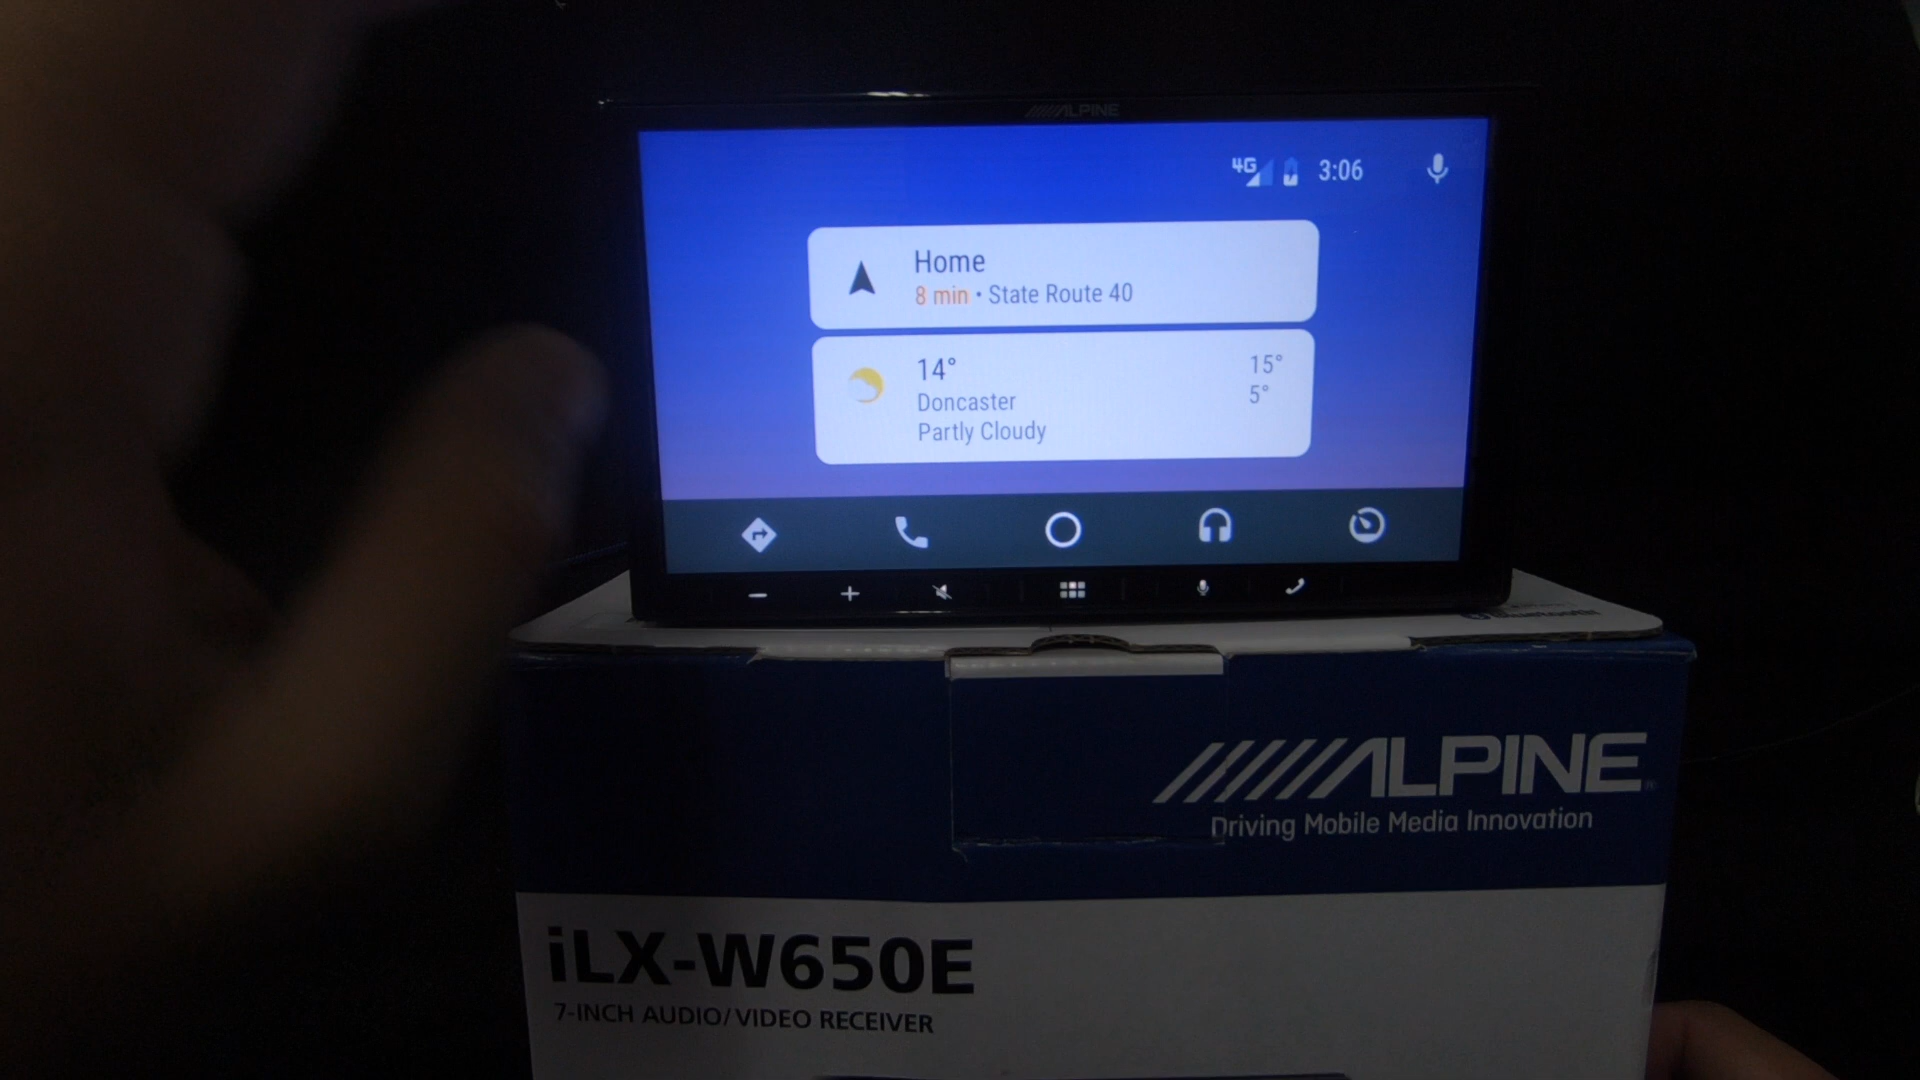 ALPINE
4G 3:06
Home
8 min • State Route 40
14°
15°
Doncaster
5°
Partly Cloudy
Bluetooth
ALPINE
Driving Mobile Media Innovation
iLX-W650E
7-INCH AUDIO/VIDEO RECEIVER